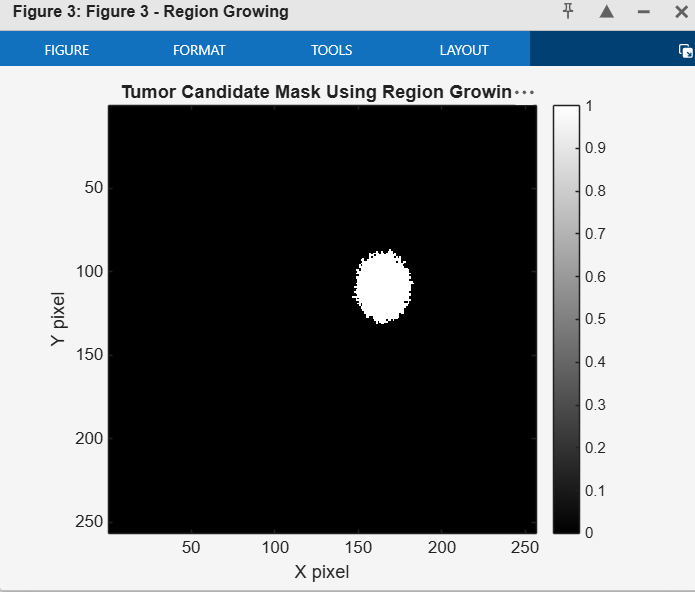 Figure 3: Figure 3 - Region Growing
FIGURE FORMAT TOOLS LAYOUT
Tumor Candidate Mask Using Region Growin...
1
0.9
0.8
0.7
0.6
0.5
0.4
0.3
0.2
0.1
0
50
100
150
200
250
Y pixel
50 100 150 200 250
X pixel